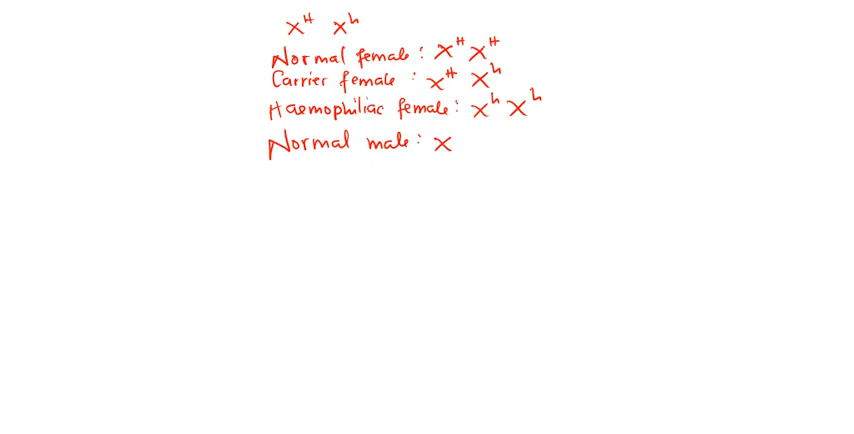 X^H X^h
Normal female: X^H X^H
Carrier female: X^H X^h
Haemophiliac female: X^h X^h
Normal male: X